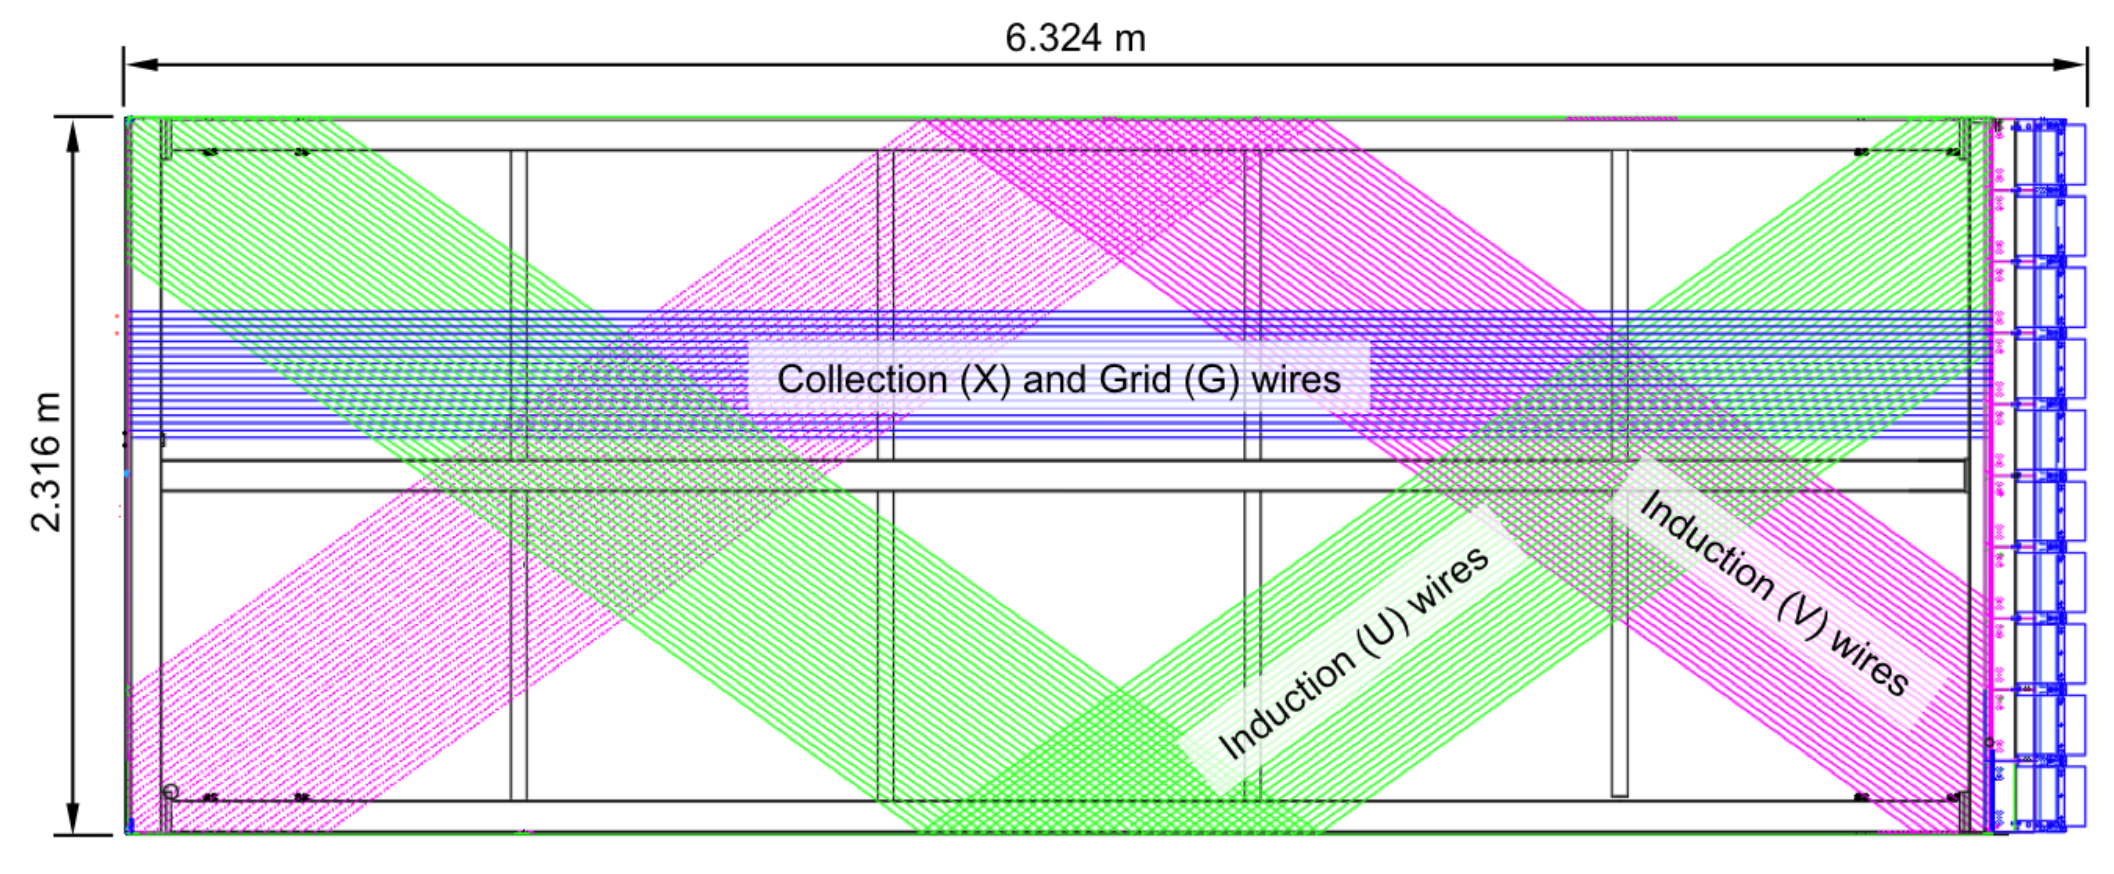 6.324 m
2.316 m
Collection (X) and Grid (G) wires
Induction (U) wires
Induction (V) wires